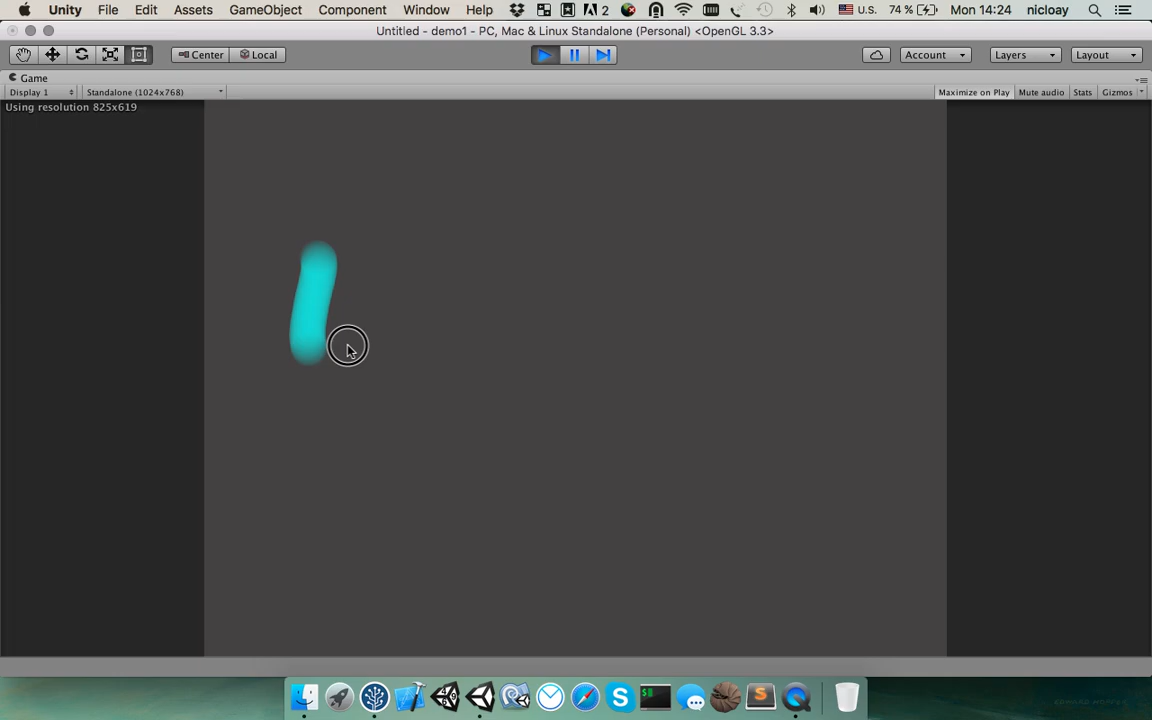 Unity File Edit Assets GameObject Component Window Help 2 U.S. 74 % Mon 14:24 nicloay
Untitled - demo1 - PC, Mac & Linux Standalone (Personal) <OpenGL 3.3>
Center Local Account Layers Layout
Game
Display 1 Standalone (1024x768) Maximize on Play Mute audio Stats Gizmos
Using resolution 825x619